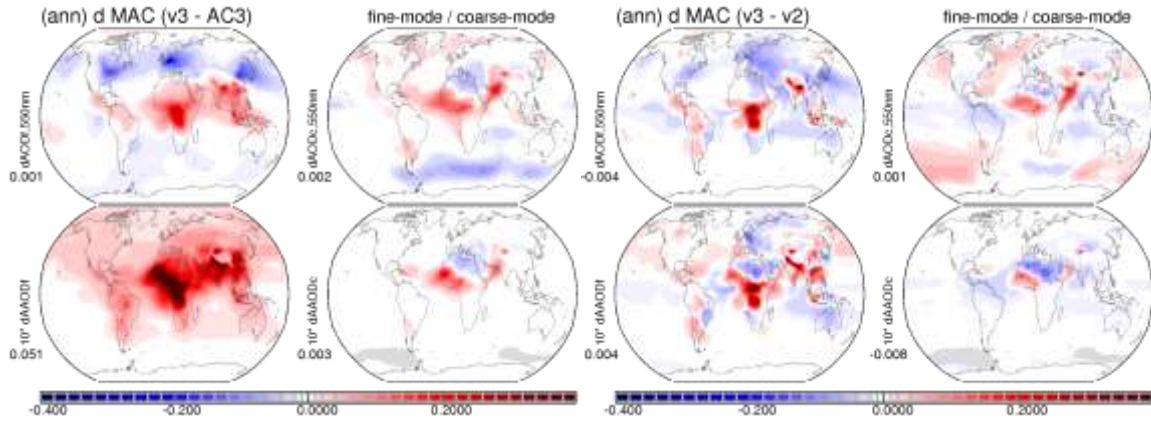 (ann) d MAC (v3 - AC3)
fine-mode / coarse-mode
(ann) d MAC (v3 - v2)
fine-mode / coarse-mode
0.001
dAODf,550nm
0.002
dAODc,550nm
-0.004
dAODf,550nm
0.001
dAODc,550nm
0.051
10* dAAODf
0.003
10* dAAODc
0.004
10* dAAODf
-0.008
10* dAAODc
-0.400 -0.200 0.0000 0.2000
-0.400 -0.200 0.0000 0.2000